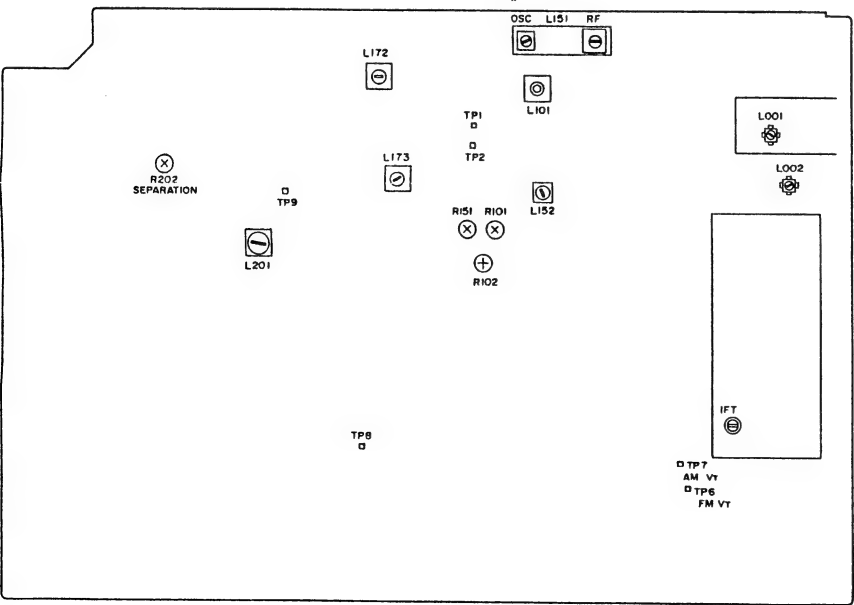 OSC L151 RF
L172
L101
TP1
TP2
L001
L173
L002
R202
SEPARATION
TP9
L152
R151 R101
L201
R102
IFT
TP8
TP7
AM VT
TP6
FM VT